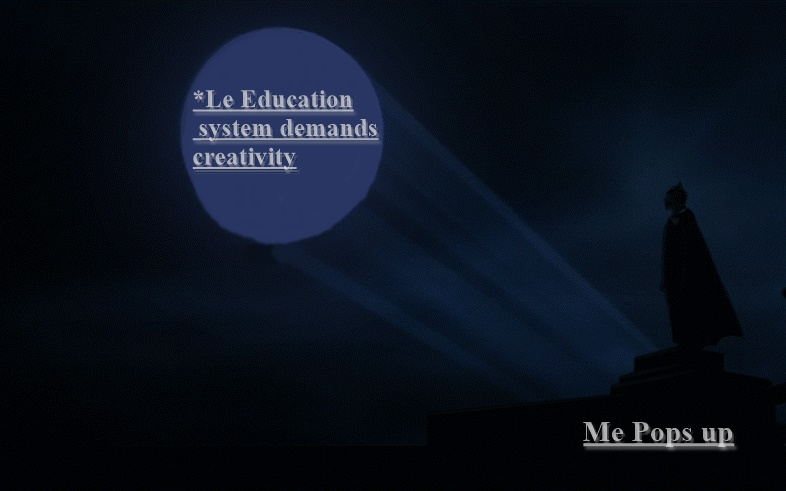 *Le Education
system demands
creativity
Me Pops up